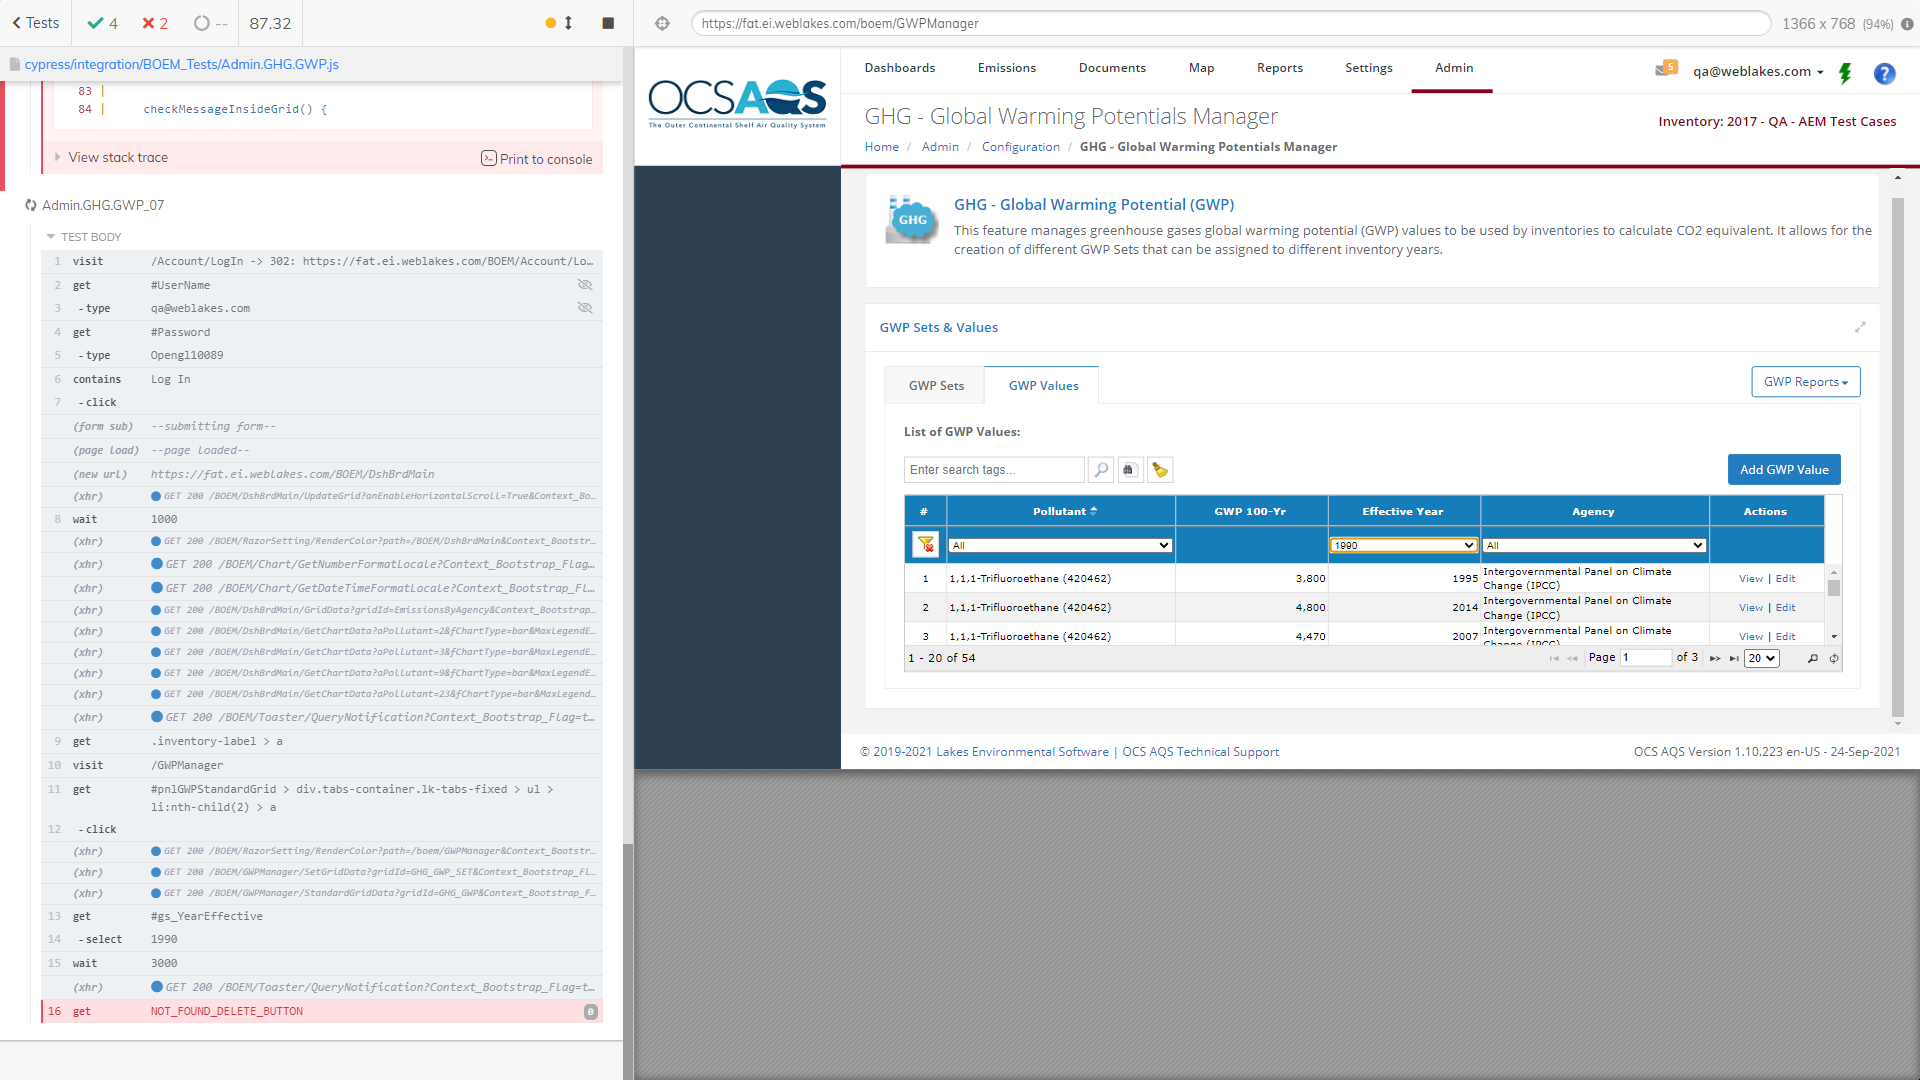 Tests
4
2
--
87.32
cypress/integration/BOEM_Tests/Admin.GHG.GWP.js
83 |
84 | checkMessageInsideGrid() {
View stack trace
Print to console
Admin.GHG.GWP_07
TEST BODY
1 visit /Account/LogIn -> 302: https://fat.ei.weblakes.com/BOEM/Account/Lo...
2 get #UserName
3 -type qa@weblakes.com
4 get #Password
5 -type Opengl10089
6 contains Log In
7 -click
(form sub) --submitting form--
(page load) --page loaded--
(new url) https://fat.ei.weblakes.com/BOEM/DshBrdMain
(xhr) GET 200 /BOEM/DshBrdMain/UpdateGrid?anEnableHorizontalScroll=True&Context_Bo...
8 wait 1000
(xhr) GET 200 /BOEM/RazorSetting/RenderColor?path=/BOEM/DshBrdMain&Context_Bootstr...
(xhr) GET 200 /BOEM/Chart/GetNumberFormatLocale?Context_Bootstrap_Flag...
(xhr) GET 200 /BOEM/Chart/GetDateTimeFormatLocale?Context_Bootstrap_Fl...
(xhr) GET 200 /BOEM/DshBrdMain/GridData?gridId=EmissionsByAgency&Context_Bootstrap...
(xhr) GET 200 /BOEM/DshBrdMain/GetChartData?aPollutant=2&fChartType=bar&MaxLegendE...
(xhr) GET 200 /BOEM/DshBrdMain/GetChartData?aPollutant=3&fChartType=bar&MaxLegendE...
(xhr) GET 200 /BOEM/DshBrdMain/GetChartData?aPollutant=9&fChartType=bar&MaxLegendE...
(xhr) GET 200 /BOEM/DshBrdMain/GetChartData?aPollutant=23&fChartType=bar&MaxLegend...
(xhr) GET 200 /BOEM/Toaster/QueryNotification?Context_Bootstrap_Flag=t...
9 get .inventory-label > a
10 visit /GWPManager
11 get #pnlGWPStandardGrid > div.tabs-container.lk-tabs-fixed > ul >
li:nth-child(2) > a
12 -click
(xhr) GET 200 /BOEM/RazorSetting/RenderColor?path=/boem/GWPManager&Context_Bootstr...
(xhr) GET 200 /BOEM/GWPManager/SetGridData?gridId=GHG_GWP_SET&Context_Bootstrap_Fl...
(xhr) GET 200 /BOEM/GWPManager/StandardGridData?gridId=GHG_GWP&Context_Bootstrap_F...
13 get #gs_YearEffective
14 -select 1990
15 wait 3000
(xhr) GET 200 /BOEM/Toaster/QueryNotification?Context_Bootstrap_Flag=t...
16 get NOT_FOUND_DELETE_BUTTON 0
https://fat.ei.weblakes.com/boem/GWPManager
1366 x 768 (94%)
OCSAQS
The Outer Continental Shelf Air Quality System
Dashboards Emissions Documents Map Reports Settings Admin
5
qa@weblakes.com
?
GHG - Global Warming Potentials Manager
Inventory: 2017 - QA - AEM Test Cases
Home / Admin / Configuration / GHG - Global Warming Potentials Manager
GHG
GHG - Global Warming Potential (GWP)
This feature manages greenhouse gases global warming potential (GWP) values to be used by inventories to calculate CO2 equivalent. It allows for the
creation of different GWP Sets that can be assigned to different inventory years.
GWP Sets & Values
GWP Sets
GWP Values
GWP Reports
List of GWP Values:
Enter search tags...
Add GWP Value
# Pollutant GWP 100-Yr Effective Year Agency Actions
All 1990 All
1 1,1,1-Trifluoroethane (420462) 3,800 1995 Intergovernmental Panel on Climate Change (IPCC) View | Edit
2 1,1,1-Trifluoroethane (420462) 4,800 2014 Intergovernmental Panel on Climate Change (IPCC) View | Edit
3 1,1,1-Trifluoroethane (420462) 4,470 2007 Intergovernmental Panel on Climate Change (IPCC) View | Edit
1 - 20 of 54
Page 1 of 3
20
© 2019-2021 Lakes Environmental Software | OCS AQS Technical Support
OCS AQS Version 1.10.223 en-US - 24-Sep-2021